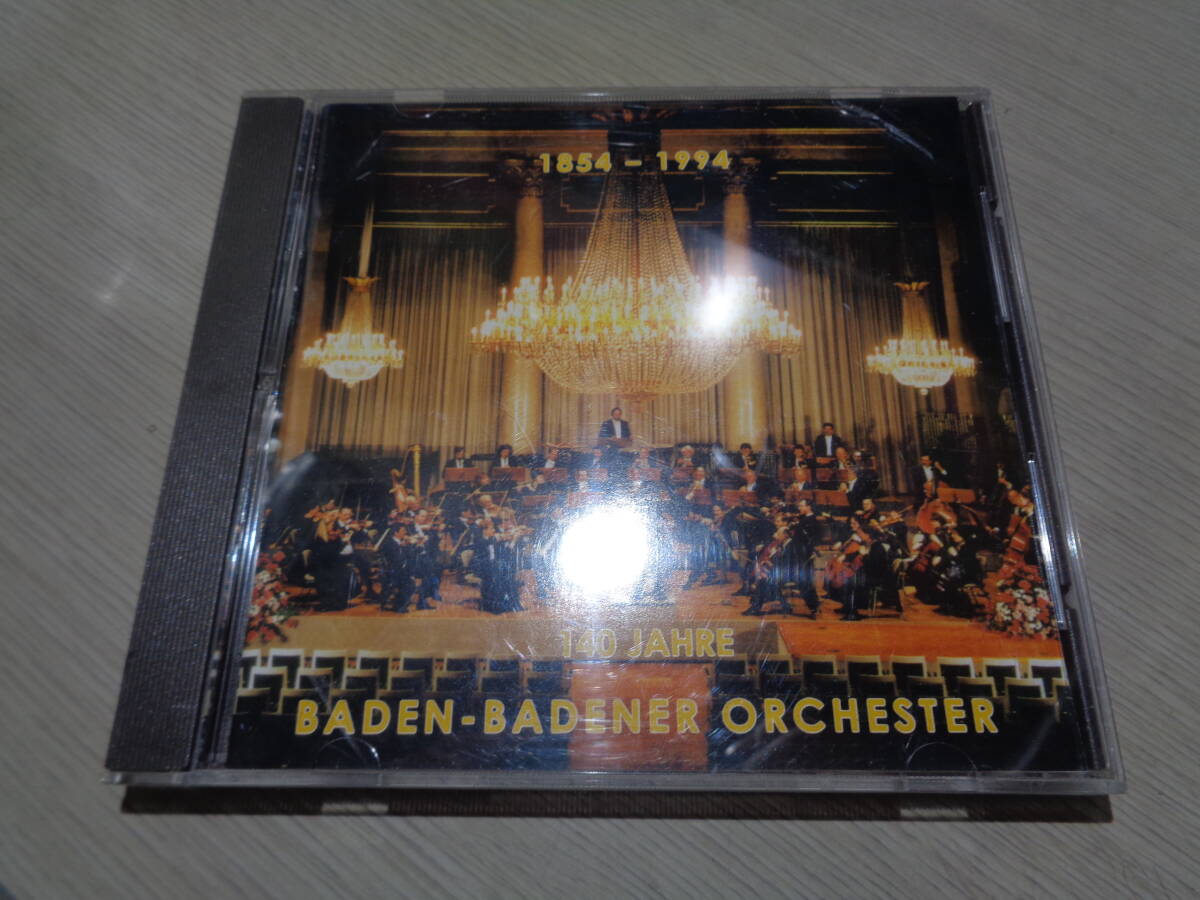 1854 – 1994
140 JAHRE
BADEN-BADENER ORCHESTER